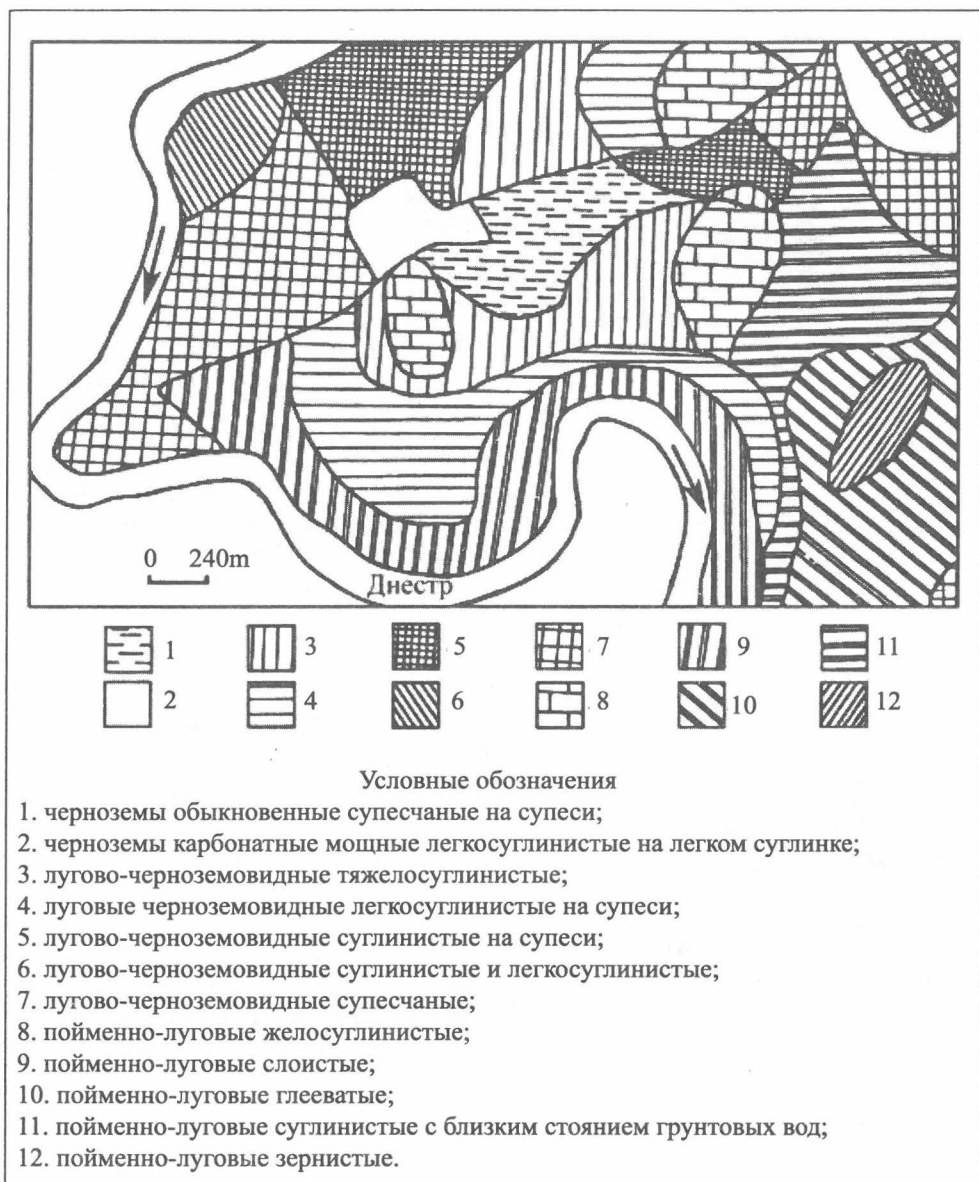 0 240m
Днестр
1 3 5 7 9 11
2 4 6 8 10 12
Условные обозначения
1. черноземы обыкновенные супесчаные на супеси;
2. черноземы карбонатные мощные легкосуглинистые на легком суглинке;
3. лугово-черноземовидные тяжелосуглинистые;
4. луговые черноземовидные легкосуглинистые на супеси;
5. лугово-черноземовидные суглинистые на супеси;
6. лугово-черноземовидные суглинистые и легкосуглинистые;
7. лугово-черноземовидные супесчаные;
8. пойменно-луговые желосуглинистые;
9. пойменно-луговые слоистые;
10. пойменно-луговые глееватые;
11. пойменно-луговые суглинистые с близким стоянием грунтовых вод;
12. пойменно-луговые зернистые.